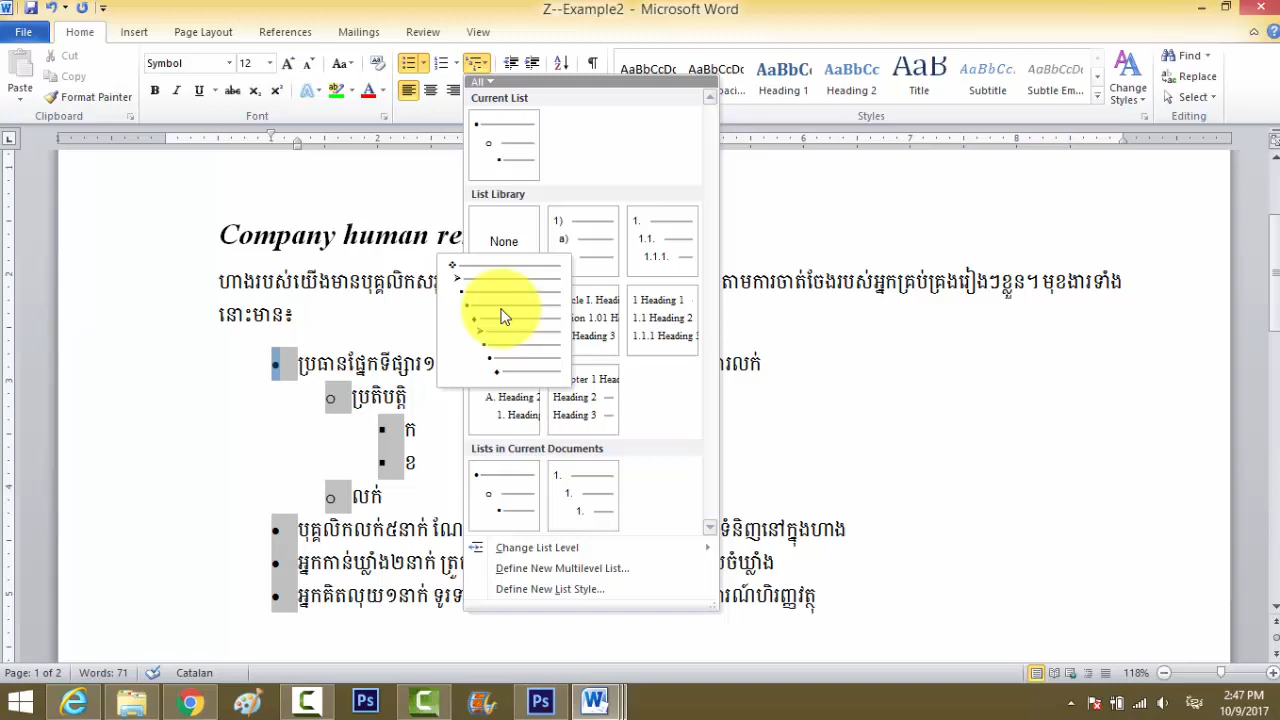 Z--Example2 - Microsoft Word
File Home Insert Page Layout References Mailings Review View
Paste
Cut
Copy
Format Painter
Clipboard
Symbol 12
Font
AaBbCcDc AaBbCcDc AaBbC AaBbCc AaB AaBbCc. AaBbCcDc
Heading 1 Heading 2 Title Subtitle Subtle Em...
Change Styles
Styles
Find
Replace
Select
Editing
All
Current List
List Library
None
1)
a)
1.
1.1.
1.1.1.
1 Heading 1
1.1 Heading 2
1.1.1 Heading 3
A. Heading 2
1. Heading
Heading 2
Heading 3
Lists in Current Documents
1.
1.
1.
Change List Level
Define New Multilevel List...
Define New List Style...
Company human re
ហាងរបស់យើងមានបុគ្គលិក តាមការចាត់ចែងរបស់អ្នកគ្រប់គ្រងរៀងៗខ្លួន។ មុខងារទាំង
នោះមាន៖
• ប្រធានផ្នែកទីផ្សារ១ ារលក់
o ប្រតិបត្តិ
▪ ក
▪ ខ
o លក់
• បុគ្គលិកលក់៥នាក់ ទំនិញនៅក្នុងហាង
• អ្នកកាន់ឃ្លាំង២នាក់ ចំឃ្លាំង
• អ្នកគិតលុយ១នាក់ ារណ៍ហិរញ្ញវត្ថុ
Page: 1 of 2 Words: 71 Catalan 118%
2:47 PM
10/9/2017